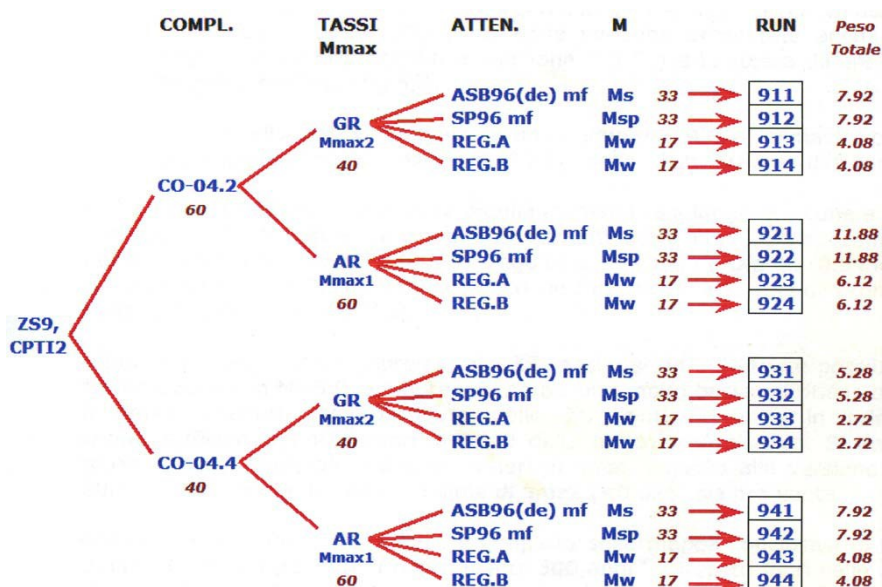 COMPL. TASSI Mmax ATTEN. M RUN Peso Totale
ASB96(de) mf Ms 33 911 7.92
SP96 mf Msp 33 912 7.92
REG.A Mw 17 913 4.08
REG.B Mw 17 914 4.08
GR
Mmax2
40
CO-04.2
60
ASB96(de) mf Ms 33 921 11.88
SP96 mf Msp 33 922 11.88
REG.A Mw 17 923 6.12
REG.B Mw 17 924 6.12
AR
Mmax1
60
ZS9,
CPTI2
ASB96(de) mf Ms 33 931 5.28
SP96 mf Msp 33 932 5.28
REG.A Mw 17 933 2.72
REG.B Mw 17 934 2.72
GR
Mmax2
40
CO-04.4
40
ASB96(de) mf Ms 33 941 7.92
SP96 mf Msp 33 942 7.92
REG.A Mw 17 943 4.08
REG.B Mw 17 944 4.08
AR
Mmax1
60